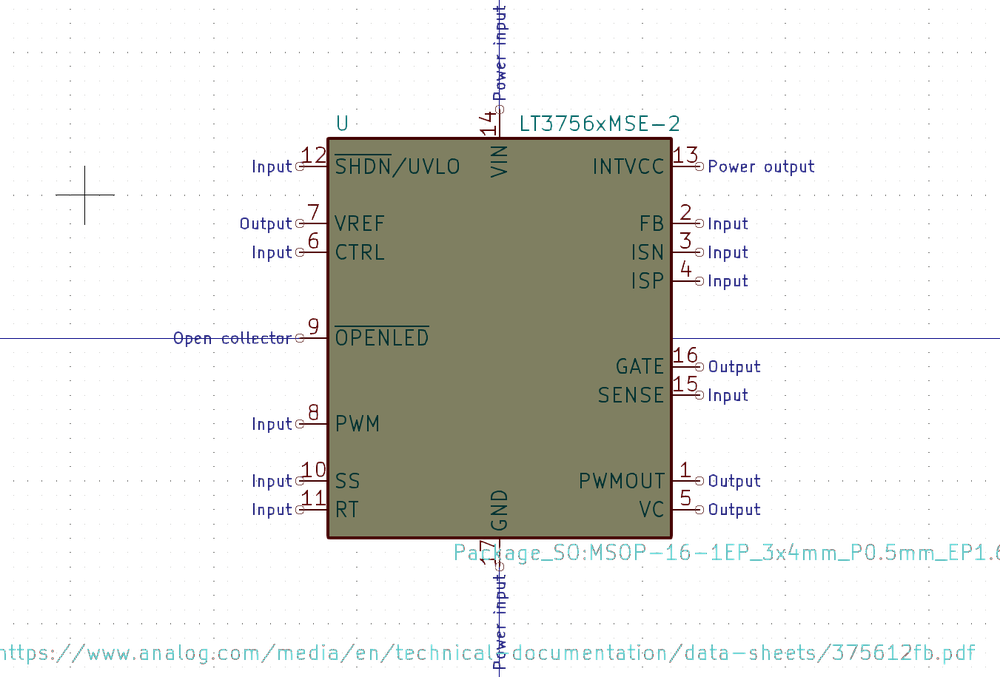 Power input
14
U
LT3756xMSE-2
VIN
Input 12 SHDN/UVLO
INTVCC 13 Power output
Output 7 VREF
FB 2 Input
Input 6 CTRL
ISN 3 Input
ISP 4 Input
Open collector 9 OPENLED
GATE 16 Output
SENSE 15 Input
Input 8 PWM
Input 10 SS
PWMOUT 1 Output
Input 11 RT
VC 5 Output
GND
17
Package_SO:MSOP-16-1EP_3x4mm_P0.5mm_EP1.6
Power input
https://www.analog.com/media/en/technical-documentation/data-sheets/375612fb.pdf